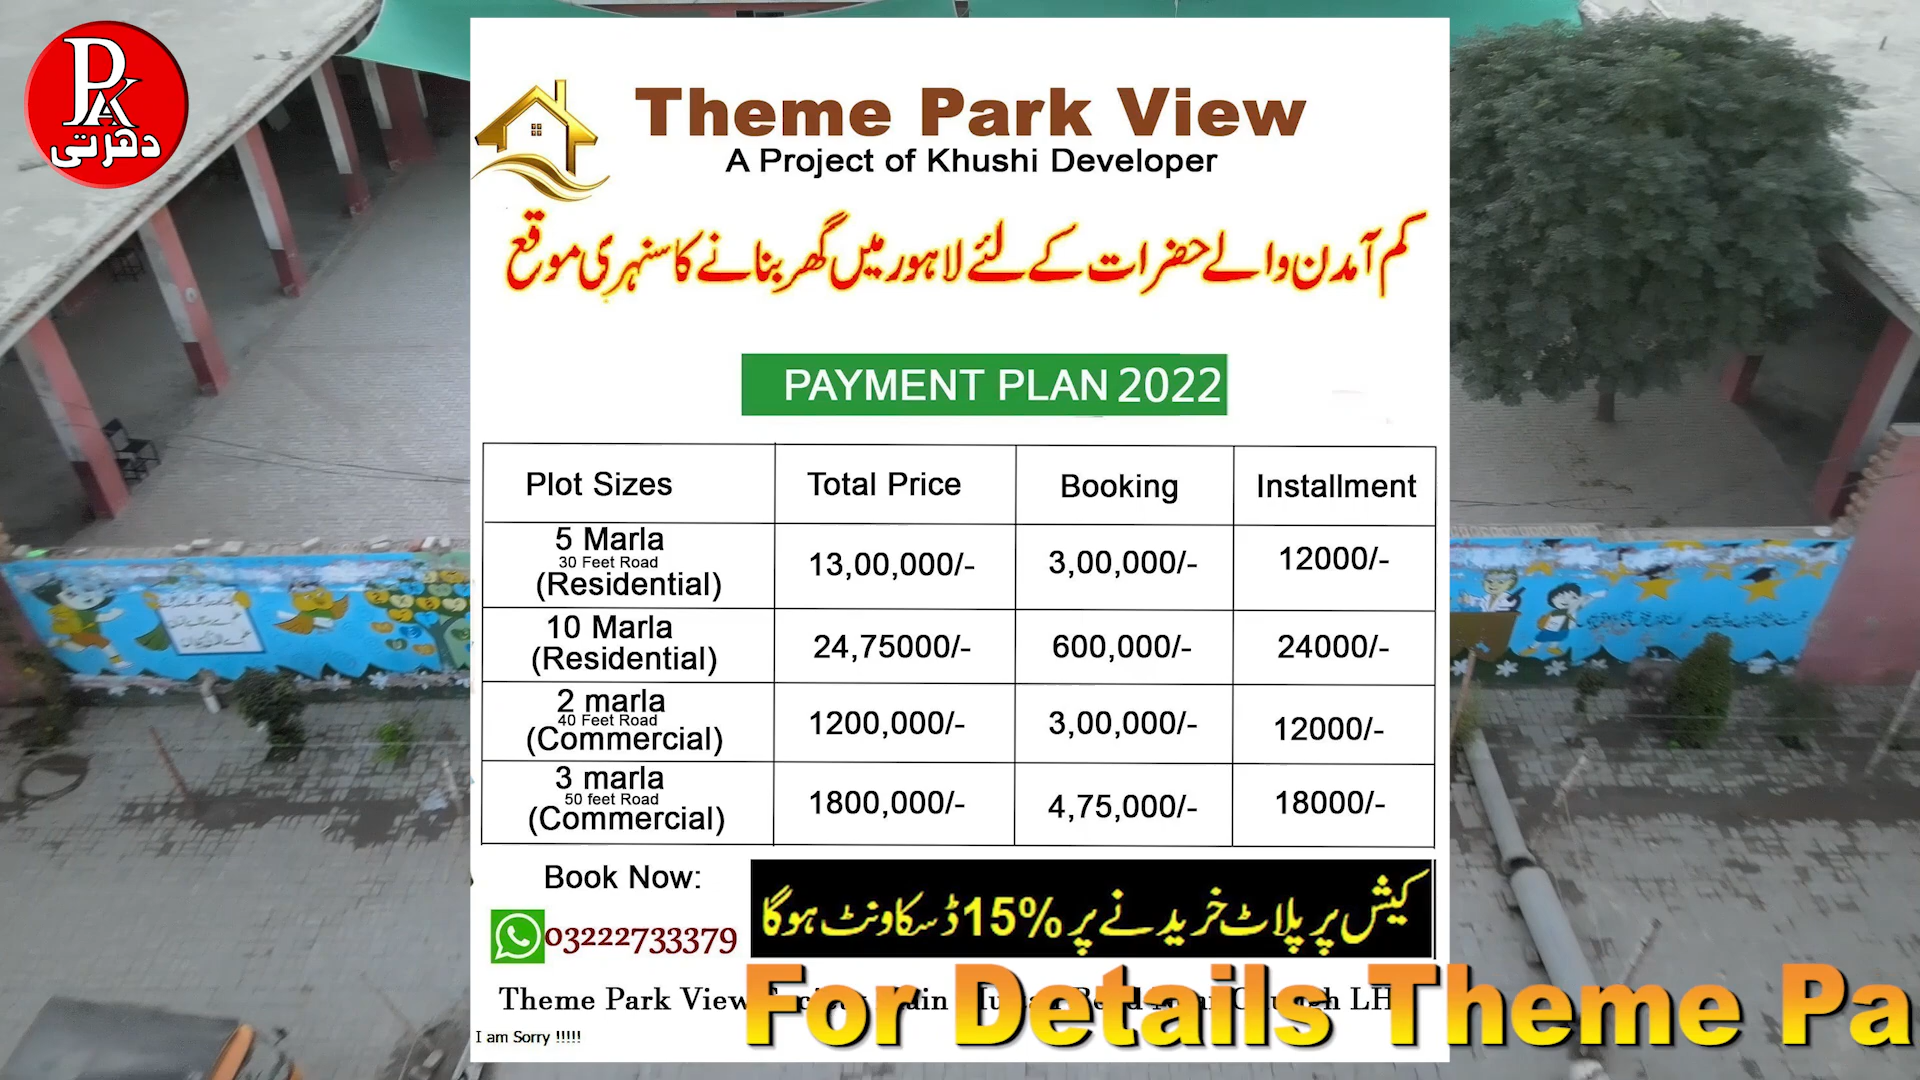 PAK
دھرتی
Theme Park View
A Project of Khushi Developer
کم آمدن والے حضرات کے لئے لاہور میں گھر بنانے کا سنہری موقع
PAYMENT PLAN 2022
Plot Sizes Total Price Booking Installment
5 Marla
30 Feet Road
(Residential) 13,00,000/- 3,00,000/- 12000/-
10 Marla
(Residential) 24,75000/- 600,000/- 24000/-
2 marla
40 Feet Road
(Commercial) 1200,000/- 3,00,000/- 12000/-
3 marla
50 feet Road
(Commercial) 1800,000/- 4,75,000/- 18000/-
Book Now:
03222733379
کیش پر پلاٹ خریدنے پر 15% ڈسکاونٹ ہوگا
Theme Park View
For Details Theme Pa
I am Sorry !!!!!